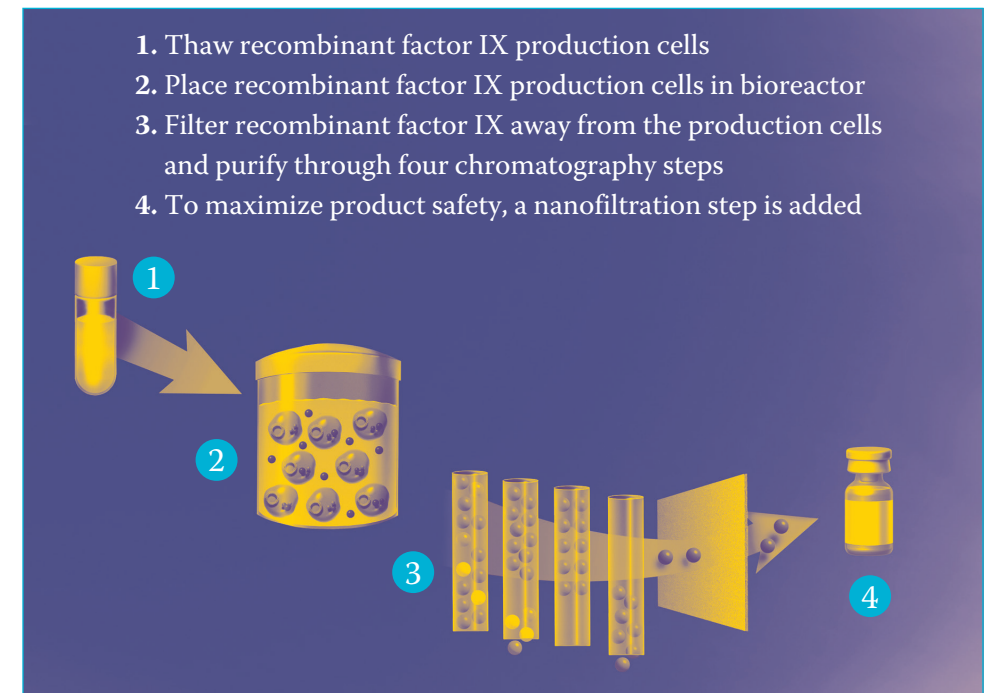 1. Thaw recombinant factor IX production cells
2. Place recombinant factor IX production cells in bioreactor
3. Filter recombinant factor IX away from the production cells
and purify through four chromatography steps
4. To maximize product safety, a nanofiltration step is added
1
2
3
4